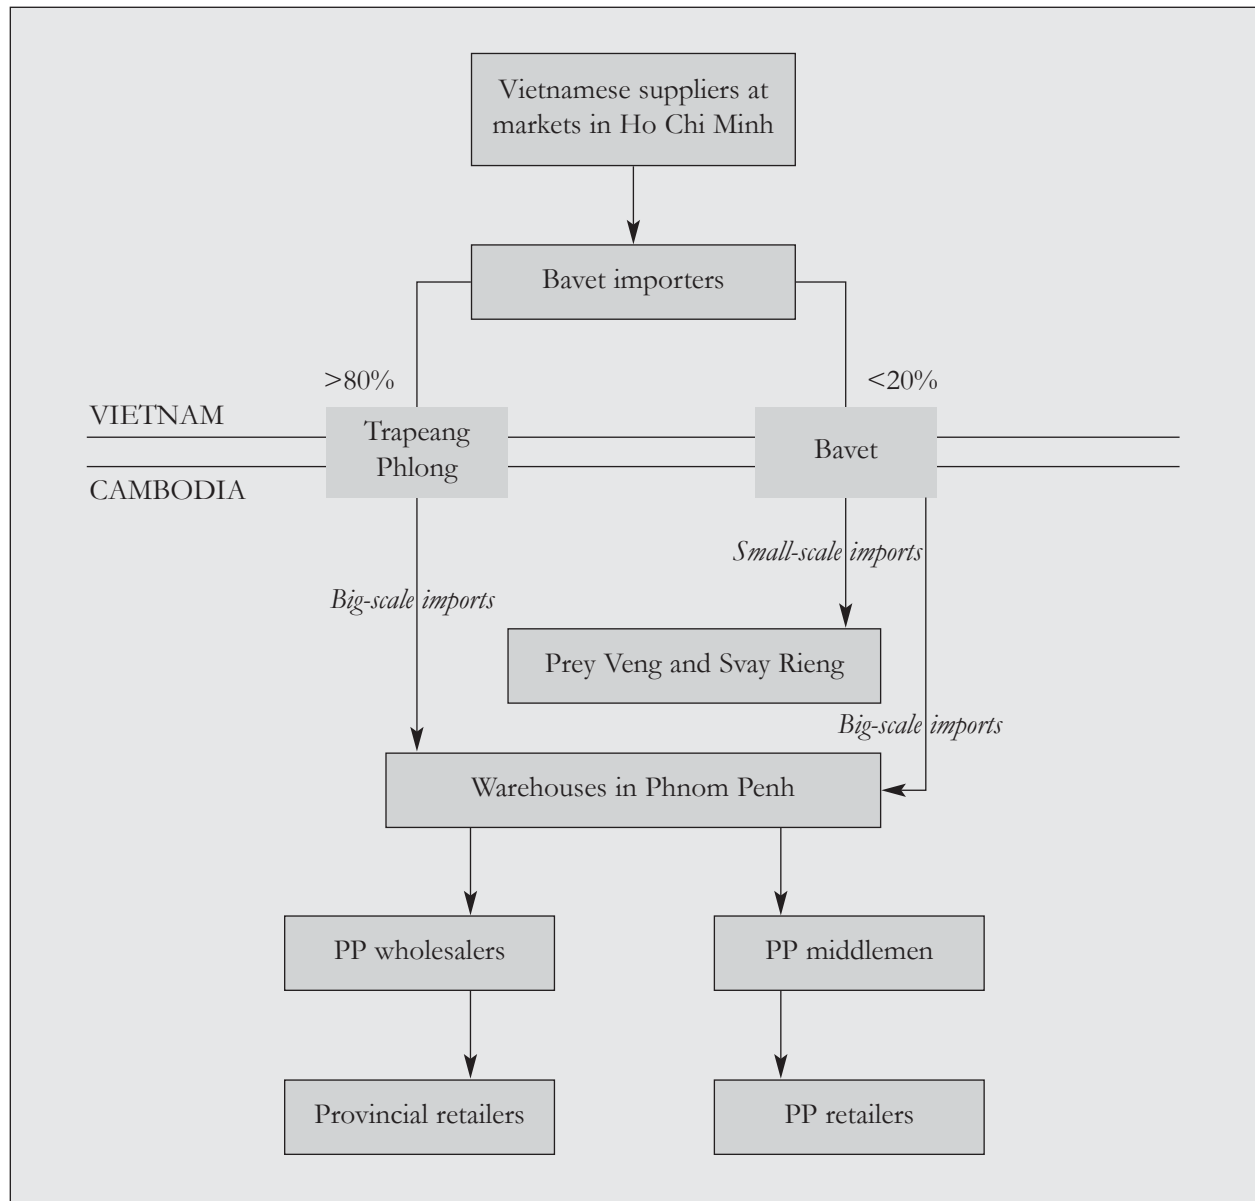 Vietnamese suppliers at
markets in Ho Chi Minh
Bavet importers
>80%
<20%
VIETNAM
Trapeang
Phlong
Bavet
CAMBODIA
Small-scale imports
Big-scale imports
Prey Veng and Svay Rieng
Big-scale imports
Warehouses in Phnom Penh
PP wholesalers
PP middlemen
Provincial retailers
PP retailers